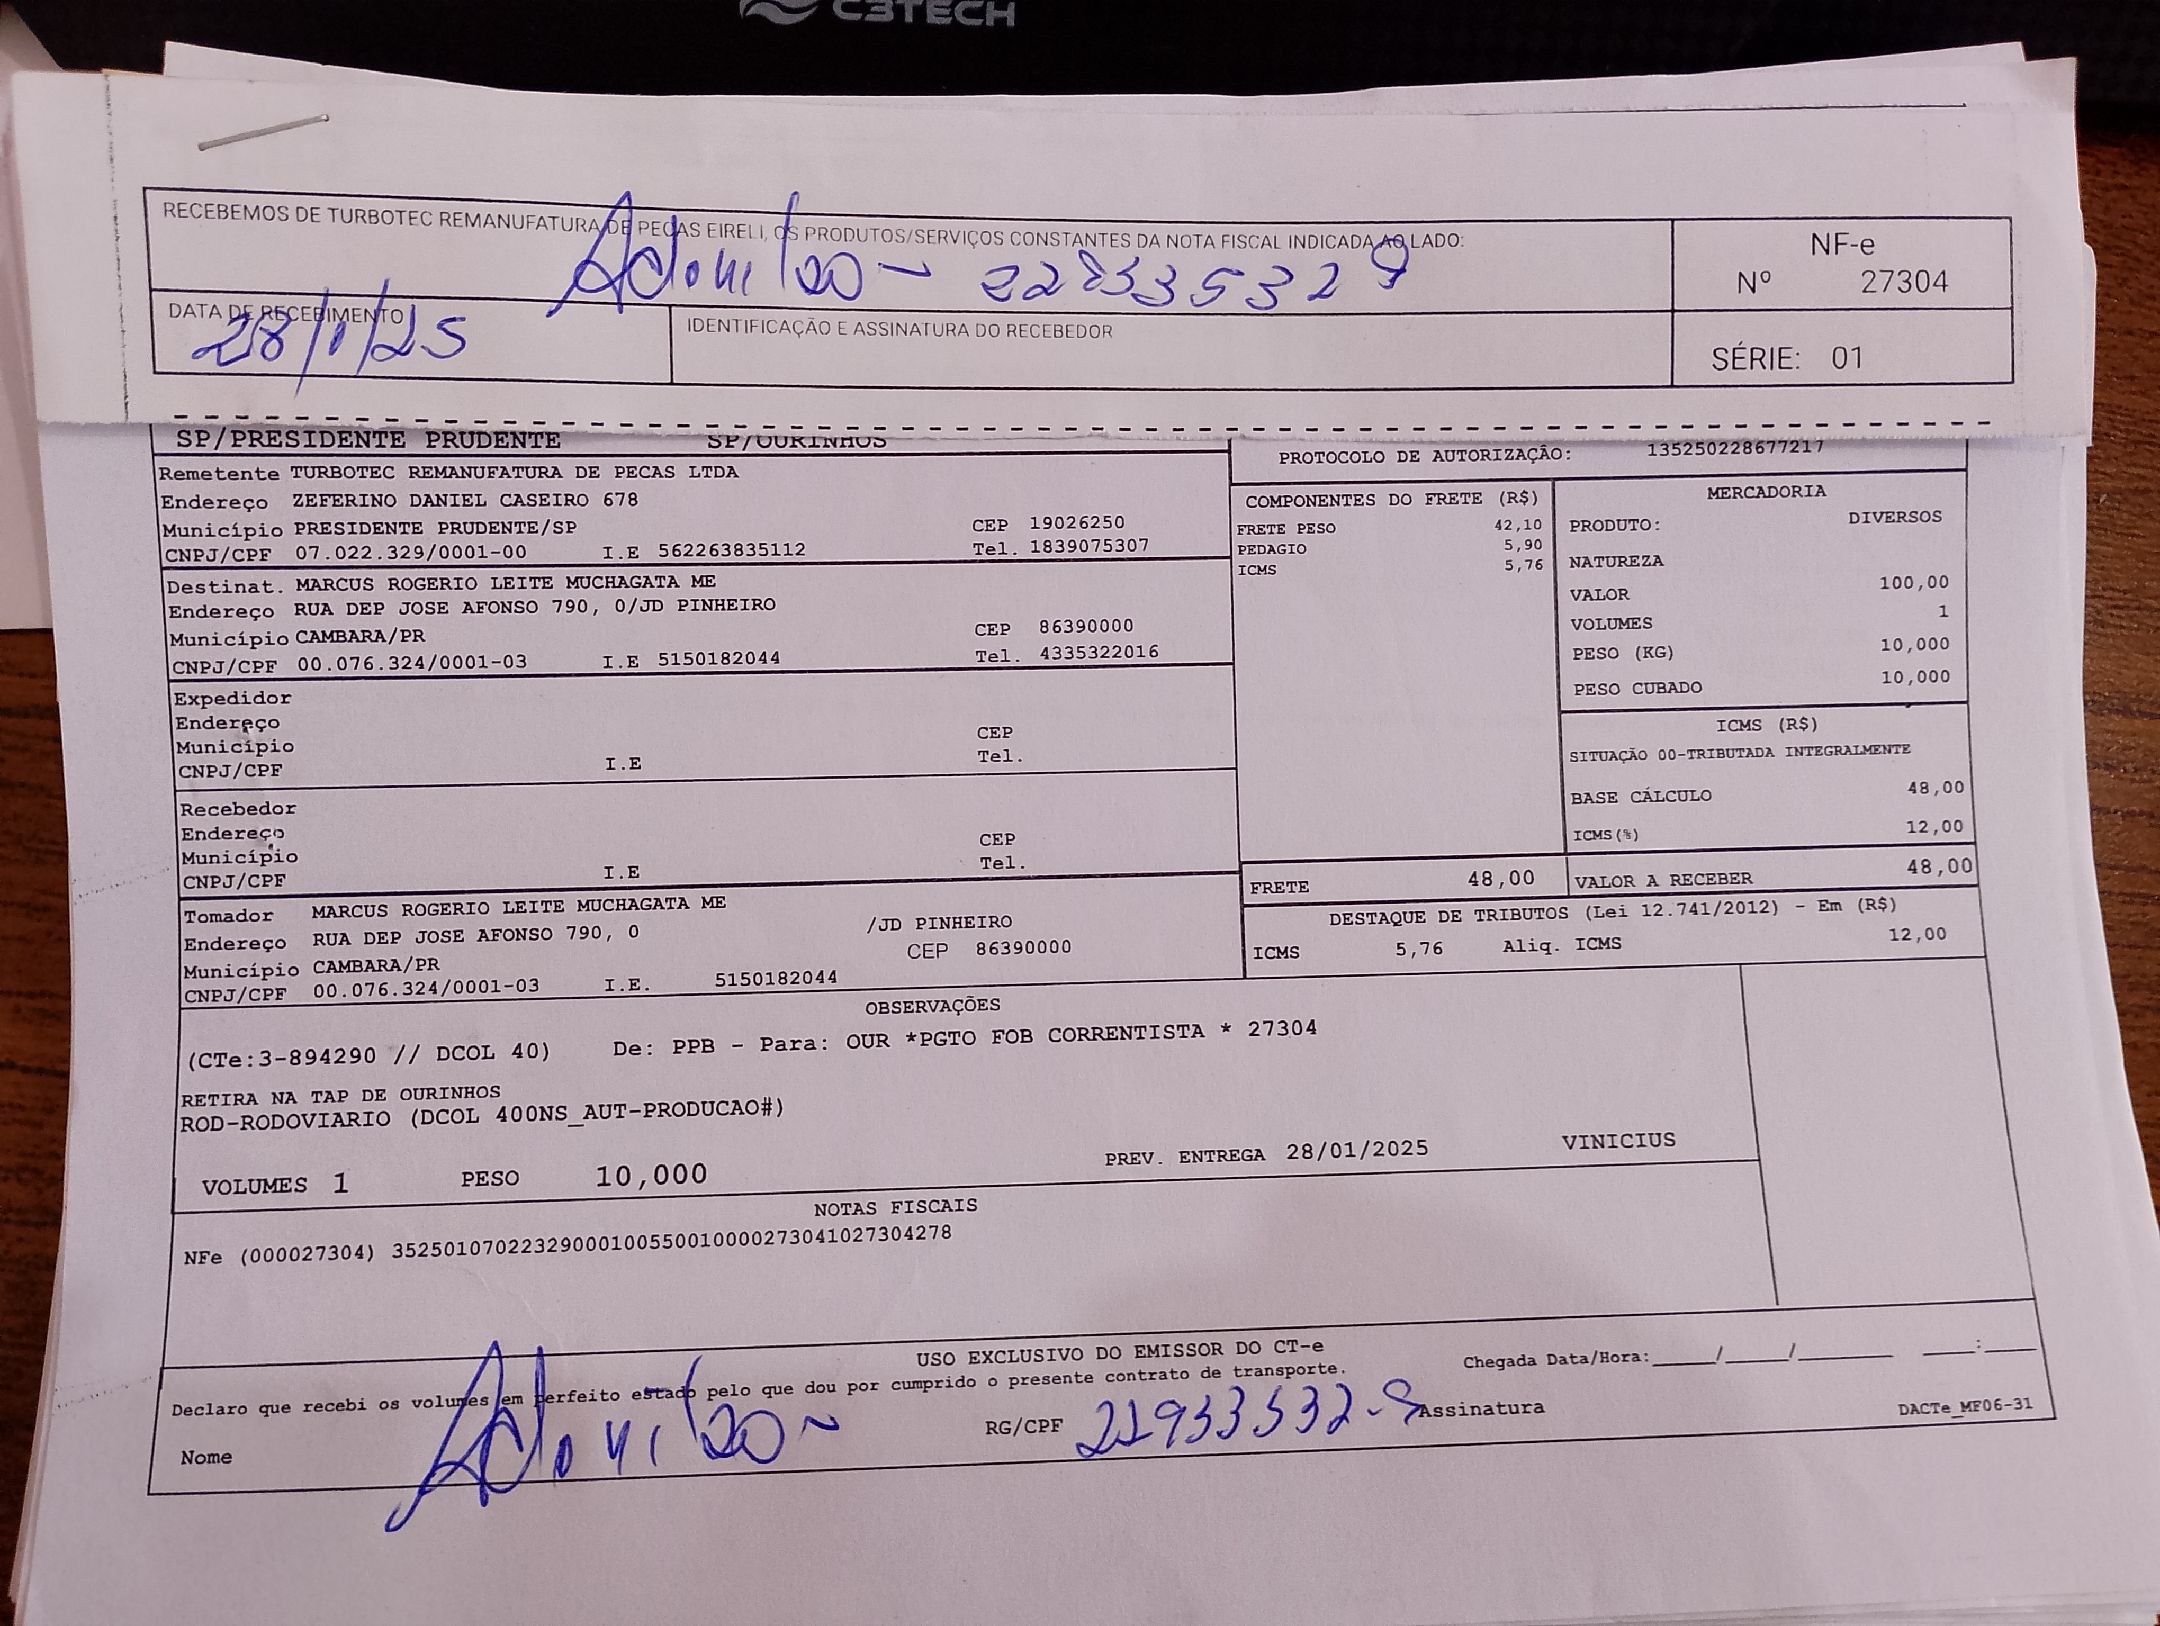 C3TECH
RECEBEMOS DE TURBOTEC REMANUFATURA DE PECAS EIRELI, OS PRODUTOS/SERVIÇOS CONSTANTES DA NOTA FISCAL INDICADA AO LADO:
NF-e
Nº 27304
DATA DE RECEBIMENTO
28/1/25
IDENTIFICAÇÃO E ASSINATURA DO RECEBEDOR
SÉRIE: 01
SP/PRESIDENTE PRUDENTE SP/OURINHOS
PROTOCOLO DE AUTORIZAÇÃO: 135250228677217
Remetente TURBOTEC REMANUFATURA DE PECAS LTDA
Endereço ZEFERINO DANIEL CASEIRO 678
Município PRESIDENTE PRUDENTE/SP CEP 19026250
CNPJ/CPF 07.022.329/0001-00 I.E 562263835112 Tel. 1839075307
Destinat. MARCUS ROGERIO LEITE MUCHAGATA ME
Endereço RUA DEP JOSE AFONSO 790, 0/JD PINHEIRO
Município CAMBARA/PR CEP 86390000
CNPJ/CPF 00.076.324/0001-03 I.E 5150182044 Tel. 4335322016
Expedidor
Endereço
Município CEP
CNPJ/CPF I.E Tel.
Recebedor
Endereço
Município CEP
CNPJ/CPF I.E Tel.
Tomador MARCUS ROGERIO LEITE MUCHAGATA ME
Endereço RUA DEP JOSE AFONSO 790, 0 /JD PINHEIRO
Município CAMBARA/PR CEP 86390000
CNPJ/CPF 00.076.324/0001-03 I.E. 5150182044
COMPONENTES DO FRETE (R$)
FRETE PESO 42,10
PEDAGIO 5,90
ICMS 5,76
MERCADORIA
PRODUTO: DIVERSOS
NATUREZA
VALOR 100,00
VOLUMES 1
PESO (KG) 10,000
PESO CUBADO 10,000
ICMS (R$)
SITUAÇÃO 00-TRIBUTADA INTEGRALMENTE
BASE CÁLCULO 48,00
ICMS(%) 12,00
FRETE 48,00 VALOR A RECEBER 48,00
DESTAQUE DE TRIBUTOS (Lei 12.741/2012) - Em (R$)
ICMS 5,76 Aliq. ICMS 12,00
OBSERVAÇÕES
(CTe:3-894290 // DCOL 40) De: PPB - Para: OUR *PGTO FOB CORRENTISTA * 27304
RETIRA NA TAP DE OURINHOS
ROD-RODOVIARIO (DCOL 400NS_AUT-PRODUCAO#)
VOLUMES 1 PESO 10,000 PREV. ENTREGA 28/01/2025 VINICIUS
NOTAS FISCAIS
NFe (000027304) 35250107022329000100550010000273041027304278
USO EXCLUSIVO DO EMISSOR DO CT-e
Declaro que recebi os volumes em perfeito estado pelo que dou por cumprido o presente contrato de transporte.
Chegada Data/Hora:____/____/______ ____:____
Nome
RG/CPF
Assinatura
DACTe_MF06-31